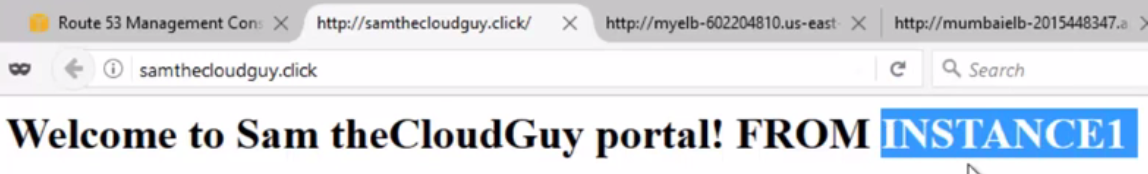 Route 53 Management Cons
http://samthecloudguy.click/
http://myelb-602204810.us-east-
http://mumbaielb-2015448347.a
samthecloudguy.click
Search
Welcome to Sam theCloudGuy portal! FROM INSTANCE1